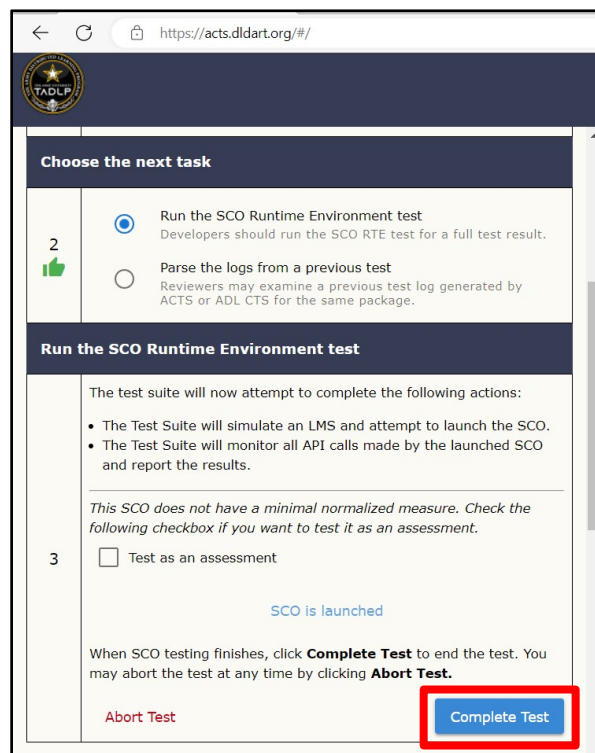 https://acts.dldart.org/#/
TADLP
Choose the next task
2
Run the SCO Runtime Environment test
Developers should run the SCO RTE test for a full test result.
Parse the logs from a previous test
Reviewers may examine a previous test log generated by
ACTS or ADL CTS for the same package.
Run the SCO Runtime Environment test
The test suite will now attempt to complete the following actions:
• The Test Suite will simulate an LMS and attempt to launch the SCO.
• The Test Suite will monitor all API calls made by the launched SCO
and report the results.
This SCO does not have a minimal normalized measure. Check the
following checkbox if you want to test it as an assessment.
3
Test as an assessment
SCO is launched
When SCO testing finishes, click Complete Test to end the test. You
may abort the test at any time by clicking Abort Test.
Abort Test
Complete Test